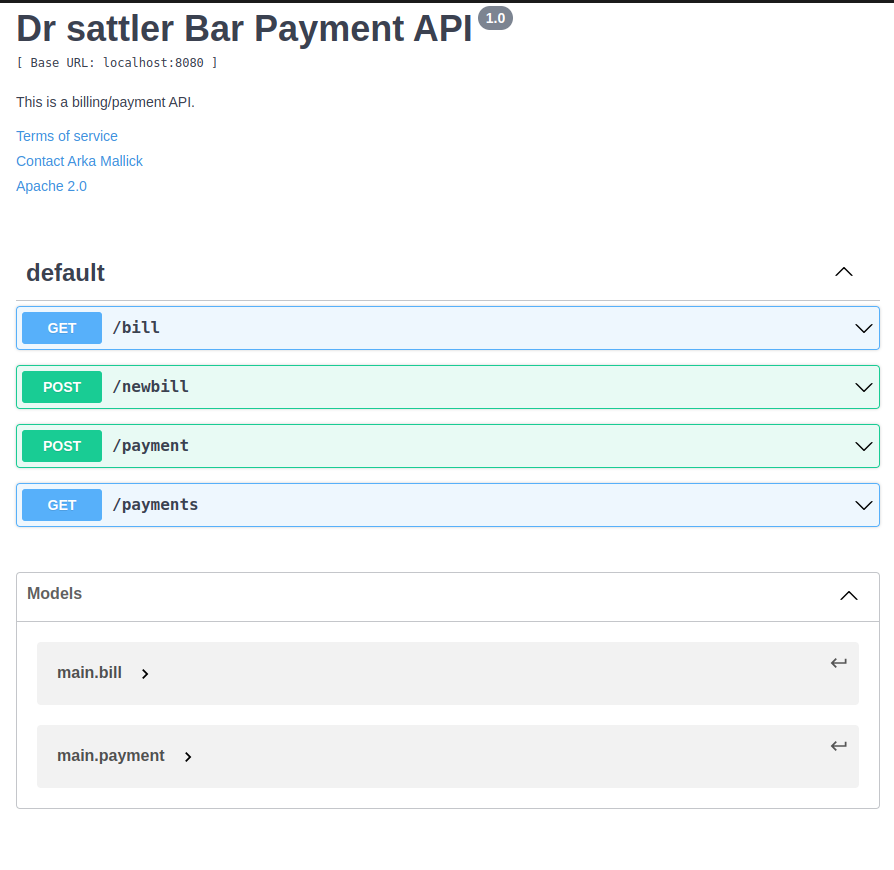 Dr sattler Bar Payment API 1.0
[ Base URL: localhost:8080 ]
This is a billing/payment API.
Terms of service
Contact Arka Mallick
Apache 2.0
default
GET /bill
POST /newbill
POST /payment
GET /payments
Models
main.bill
main.payment